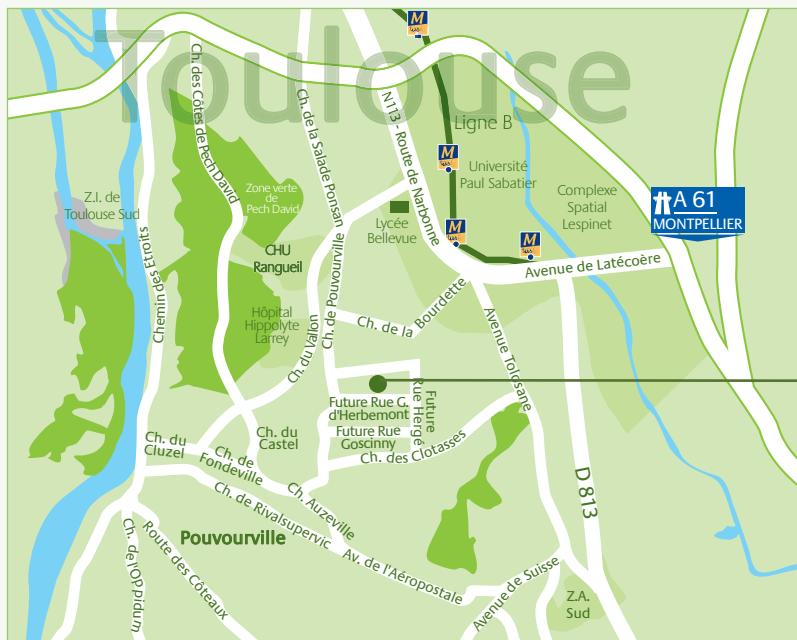 Toulouse
M
Ligne B
M
Université
Paul Sabatier
Complexe
Spatial
Lespinet
A 61
MONTPELLIER
Ch. des Côtes de Pech David
Ch. de la Salade Ponsan
N113 - Route de Narbonne
Zone verte
de
Pech David
Z.I. de
Toulouse Sud
Lycée
Bellevue
M
M
Avenue de Latécoère
CHU
Rangueil
Chemin des Etroits
Ch. de Pouvourville
Hôpital
Hippolyte
Larrey
Ch. du Vallon
Ch. de la Bourdette
Avenue Tolosane
Future Rue G.
d'Herbemont
Future
Rue Hergé
Future Rue
Goscinny
Ch. des Clotasses
Ch. du
Castel
Ch. du
Cluzel
Ch. de
Fondeville
Ch. Auzeville
Ch. de Rivalsupervic
D 813
Pouvourville
Av. de l'Aéropostale
Avenue de Suisse
Ch. de l'OP pidum
Route des Côteaux
Z.A.
Sud